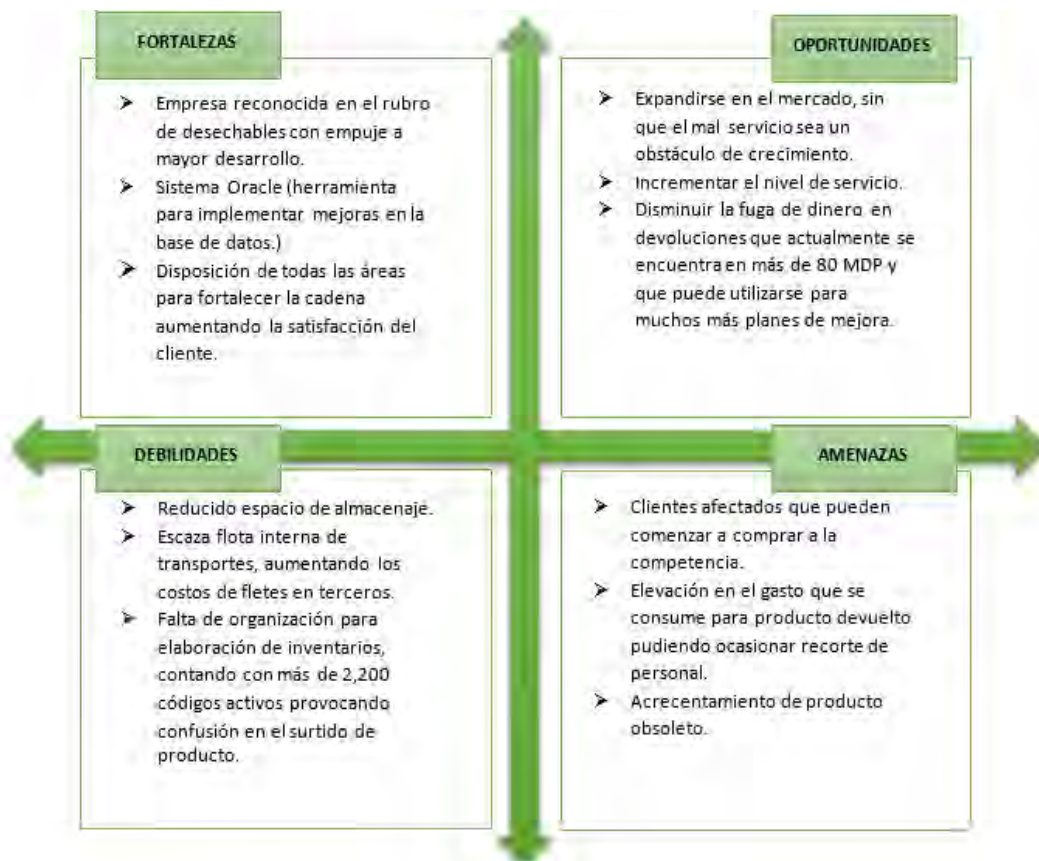 FORTALEZAS
➤ Empresa reconocida en el rubro
de desechables con empuje a
mayor desarrollo.
➤ Sistema Oracle (herramienta
para implementar mejoras en la
base de datos.)
➤ Disposición de todas las áreas
para fortalecer la cadena
aumentando la satisfacción del
cliente.
OPORTUNIDADES
➤ Expandirse en el mercado, sin
que el mal servicio sea un
obstáculo de crecimiento.
➤ Incrementar el nivel de servicio.
➤ Disminuir la fuga de dinero en
devoluciones que actualmente se
encuentra en más de 80 MDP y
que puede utilizarse para
muchos más planes de mejora.
DEBILIDADES
➤ Reducido espacio de almacenaje.
➤ Escaza flota interna de
transportes, aumentando los
costos de fletes en terceros.
➤ Falta de organización para
elaboración de inventarios,
contando con más de 2,200
códigos activos provocando
confusión en el surtido de
producto.
AMENAZAS
➤ Clientes afectados que pueden
comenzar a comprar a la
competencia.
➤ Elevación en el gasto que se
consume para producto devuelto
pudiendo ocasionar recorte de
personal.
➤ Acrecentamiento de producto
obsoleto.